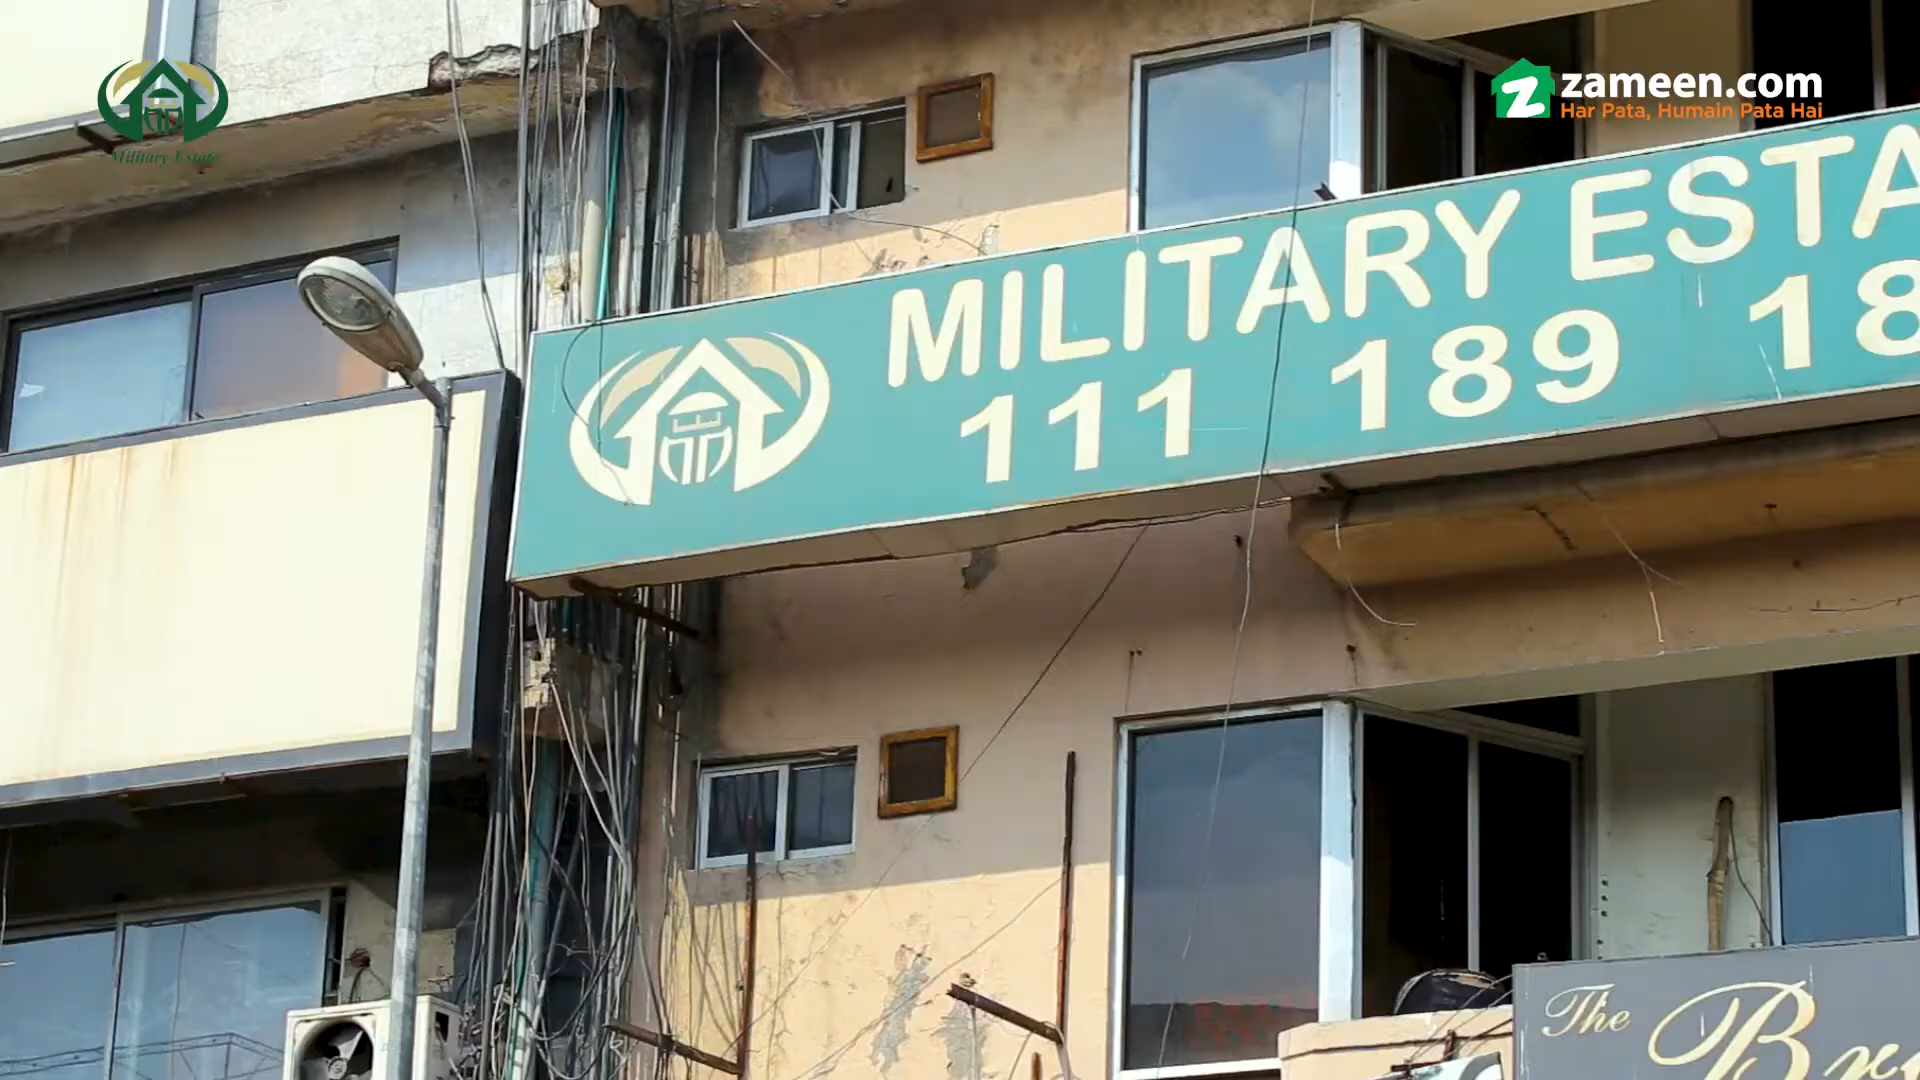 Military Estate
zameen.com
Har Pata, Humain Pata Hai
MILITARY ESTA
111 189 18
The